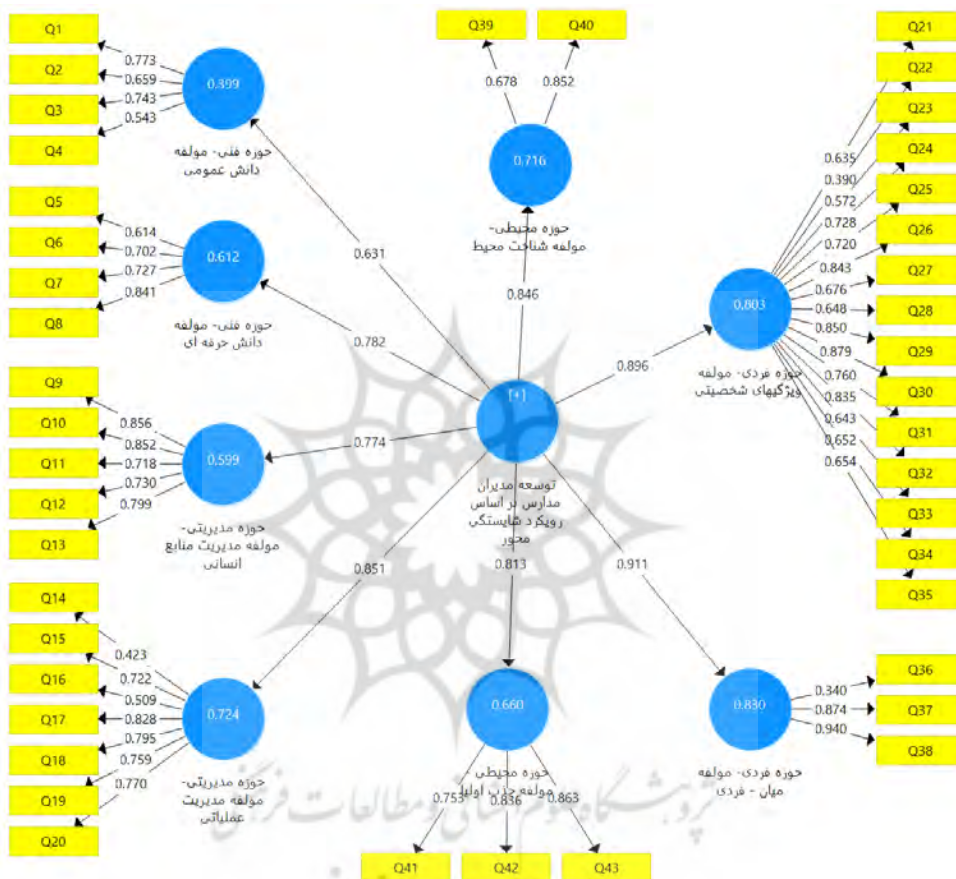 Q1
Q2
Q3
Q4
0.773
0.659
0.743
0.543
0.399
حوزه فنی- مولفه
دانش عمومی
Q5
Q6
Q7
Q8
0.614
0.702
0.727
0.841
0.612
حوزه فنی- مولفه
دانش حرفه ای
Q9
Q10
Q11
Q12
Q13
0.856
0.852
0.718
0.730
0.799
0.599
حوزه مدیریتی-
مولفه مدیریت منابع
انسانی
Q14
Q15
Q16
Q17
Q18
Q19
Q20
0.423
0.722
0.509
0.828
0.795
0.759
0.770
0.724
حوزه مدیریتی-
مولفه مدیریت
عملیاتی
Q39
Q40
0.678
0.852
0.716
حوزه محیطی-
مولفه شناخت محیط
0.631
0.782
0.774
0.851
0.846
0.896
0.813
0.911
[+]
توسعه مدیران
مدارس بر اساس
رویکرد شایستگی
محور
0.660
حوزه محیطی -
مولفه جذب اولیا
0.753
0.836
0.863
Q41
Q42
Q43
Q21
Q22
Q23
Q24
Q25
Q26
Q27
Q28
Q29
Q30
Q31
Q32
Q33
Q34
Q35
0.635
0.390
0.572
0.728
0.720
0.843
0.676
0.648
0.850
0.879
0.760
0.835
0.643
0.652
0.654
0.803
حوزه فردی- مولفه
ویژگیهای شخصیتی
Q36
Q37
Q38
0.340
0.874
0.940
0.830
حوزه فردی- مولفه
میان - فردی
پژوهشگاه علوم انسانی و مطالعات فرهنگی